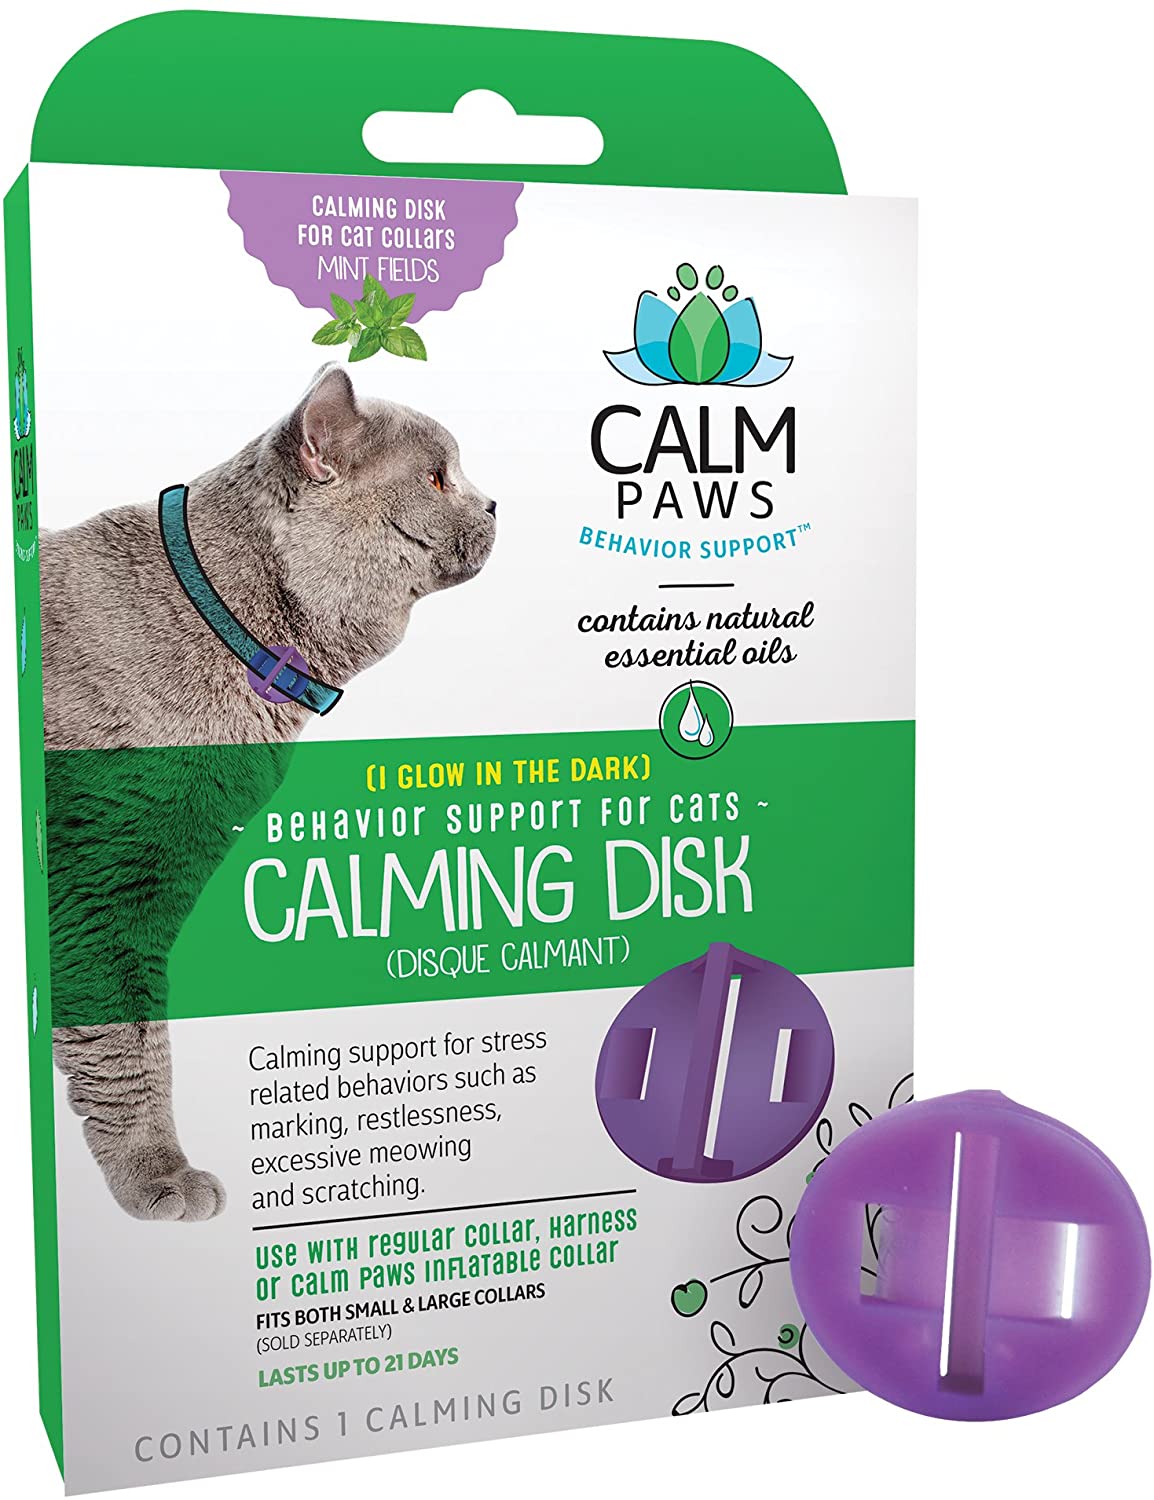 CALMING DISK
FOR CAT COLLARS
MINT FIELDS
CALM
PAWS
BEHAVIOR SUPPORT™
contains natural
essential oils
(I GLOW IN THE DARK)
~ BEHAVIOR SUPPORT FOR CATS ~
CALMING DISK
(DISQUE CALMANT)
Calming support for stress
related behaviors such as
marking, restlessness,
excessive meowing
and scratching.
USE WITH REGULAR COLLAR, HARNESS
OR CALM PAWS INFLATABLE COLLAR
FITS BOTH SMALL & LARGE COLLARS
(SOLD SEPARATELY)
LASTS UP TO 21 DAYS
CONTAINS 1 CALMING DISK
CALM
PAWS